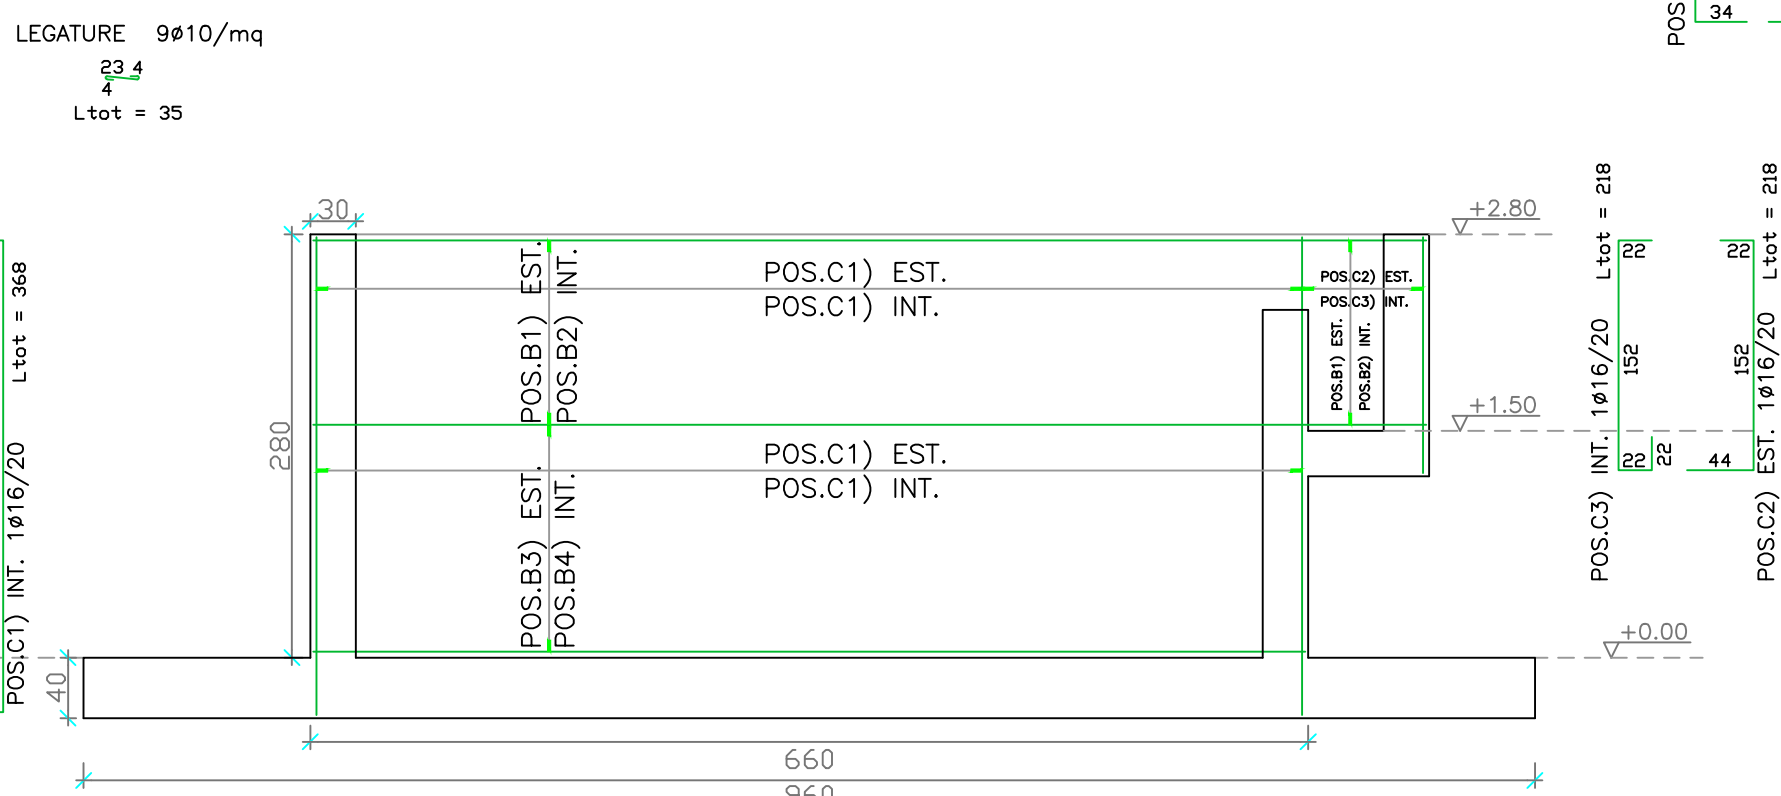 LEGATURE 9ø10/mq
23 4
4
Ltot = 35
POS
34
30
280
40
660
960
+2.80
+1.50
+0.00
POS.C1) EST.
POS.C1) INT.
POS.C1) EST.
POS.C1) INT.
POS.C2) EST.
POS.C3) INT.
POS.B1) EST.
POS.B2) INT.
POS.B3) EST.
POS.B4) INT.
POS.B1) EST.
POS.B2) INT.
POS.C1) INT. 1ø16/20 Ltot = 368
POS.C3) INT. 1ø16/20 Ltot = 218
22
152
22
22
POS.C2) EST. 1ø16/20 Ltot = 218
22
152
44